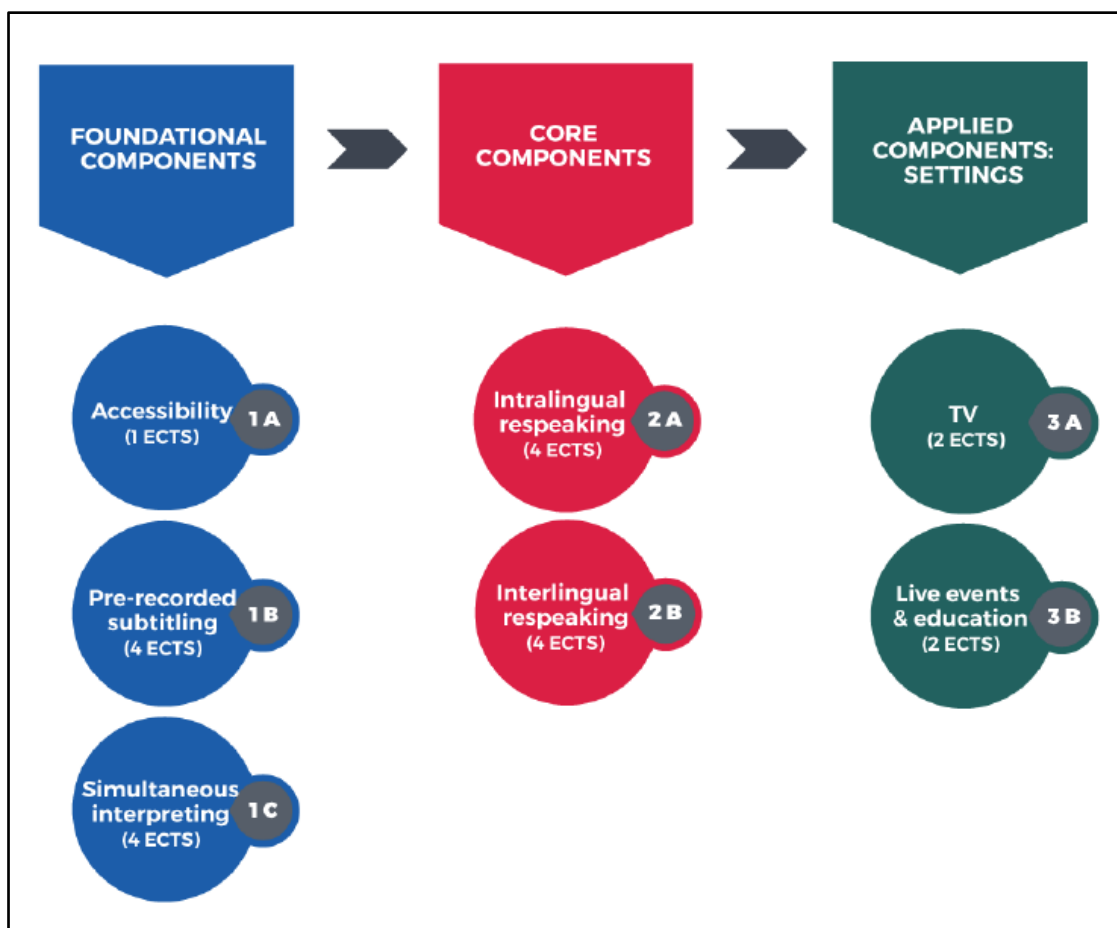 FOUNDATIONAL
COMPONENTS
CORE
COMPONENTS
APPLIED
COMPONENTS:
SETTINGS
Accessibility
(1 ECTS)
1 A
Pre-recorded
subtitling
(4 ECTS)
1 B
Simultaneous
interpreting
(4 ECTS)
1 C
Intralingual
respeaking
(4 ECTS)
2 A
Interlingual
respeaking
(4 ECTS)
2 B
TV
(2 ECTS)
3 A
Live events
& education
(2 ECTS)
3 B